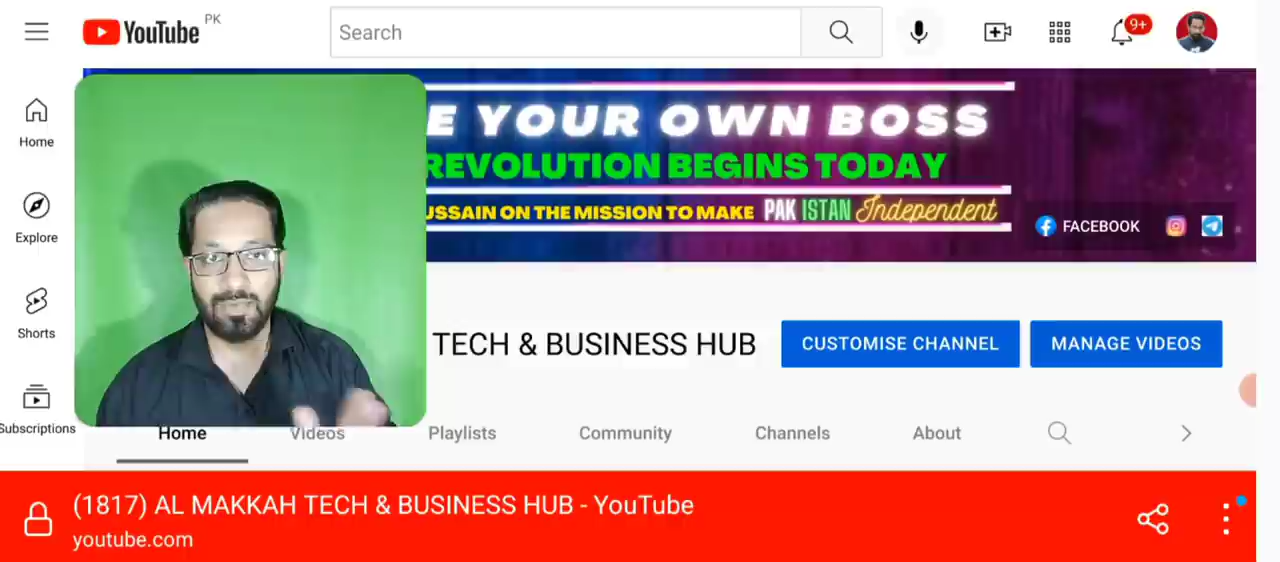 YouTube PK
Search
9+
Home
Explore
Shorts
Subscriptions
E YOUR OWN BOSS
REVOLUTION BEGINS TODAY
USSAIN ON THE MISSION TO MAKE PAK ISTAN Independent
FACEBOOK
TECH & BUSINESS HUB
CUSTOMISE CHANNEL
MANAGE VIDEOS
Home Videos Playlists Community Channels About
(1817) AL MAKKAH TECH & BUSINESS HUB - YouTube
youtube.com